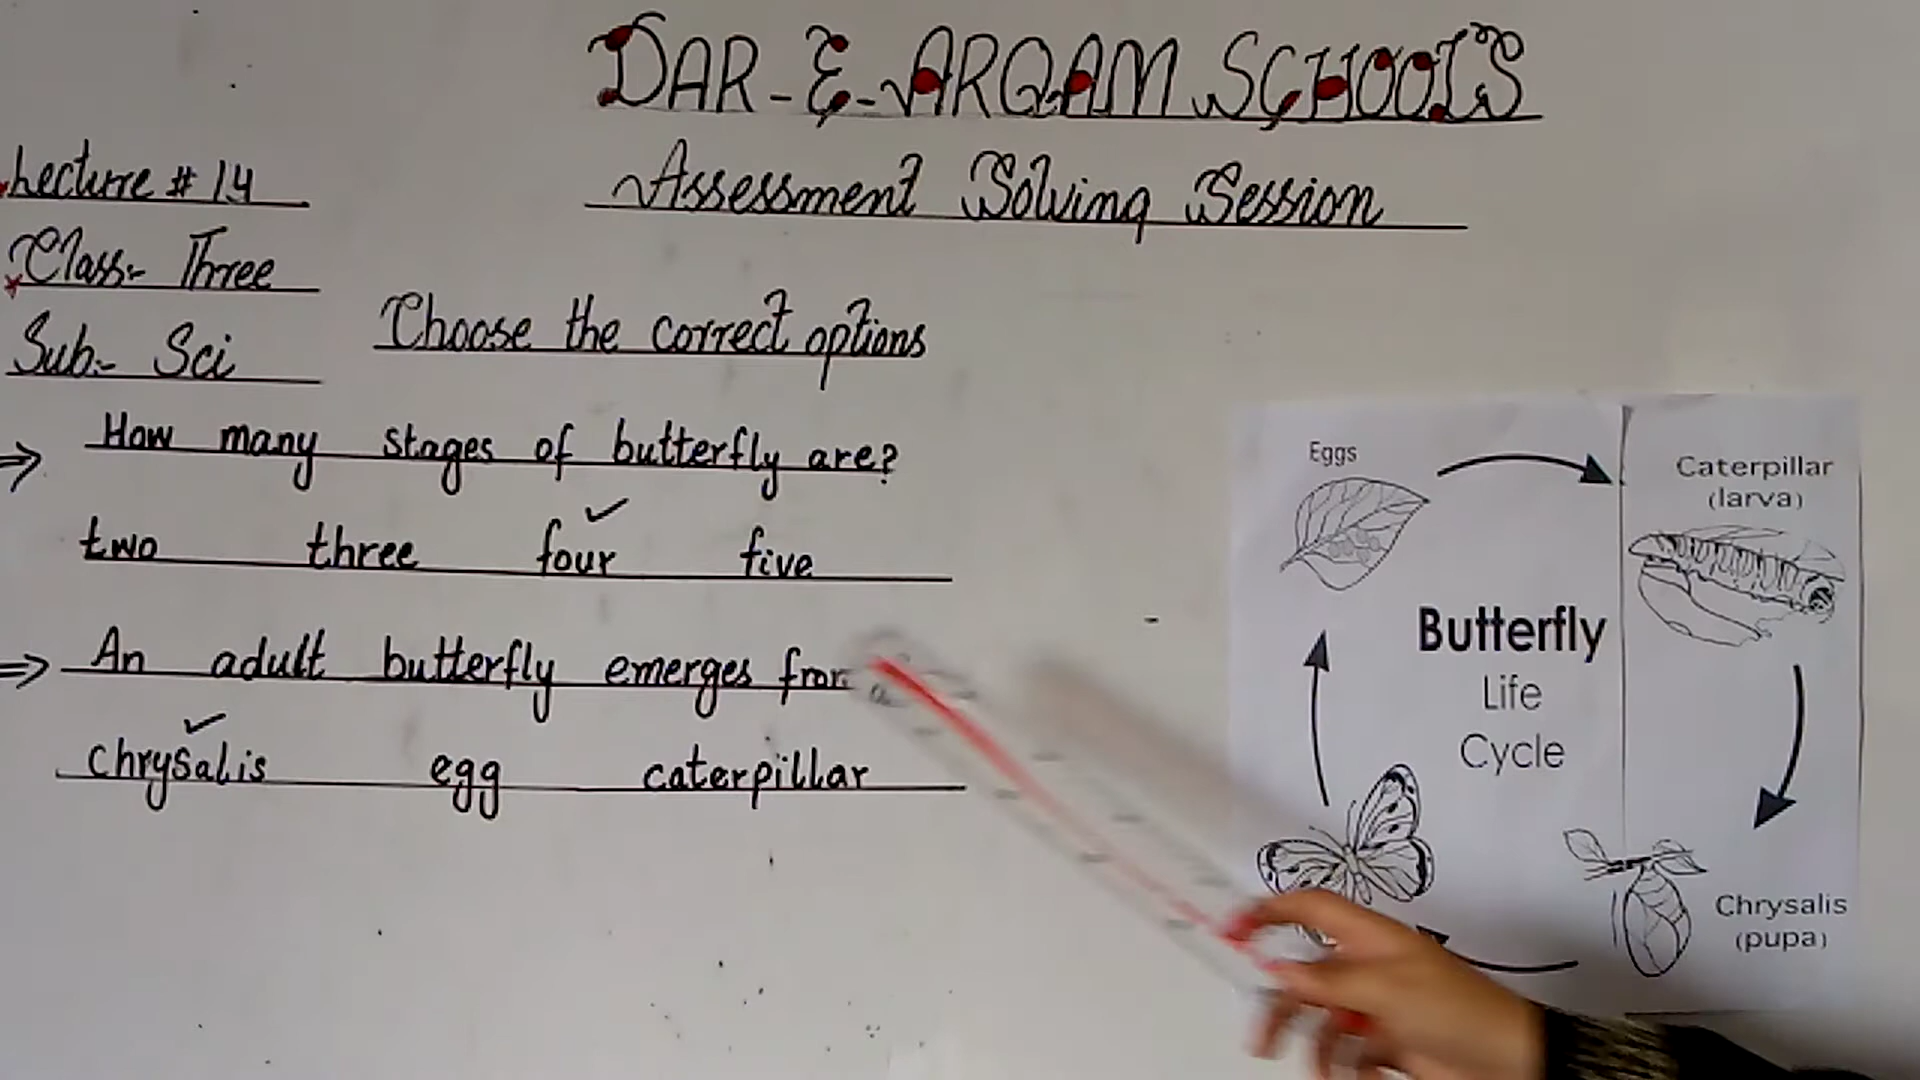 DAR-E-ARQAM SCHOOLS
Assessment Solving Session
Lecture # 14
Class:- Three
Sub:- Sci
Choose the correct options
How many stages of butterfly are?
two three four five
An adult butterfly emerges from
chrysalis egg caterpillar
Eggs
Caterpillar
(larva)
Butterfly
Life
Cycle
Chrysalis
(pupa)